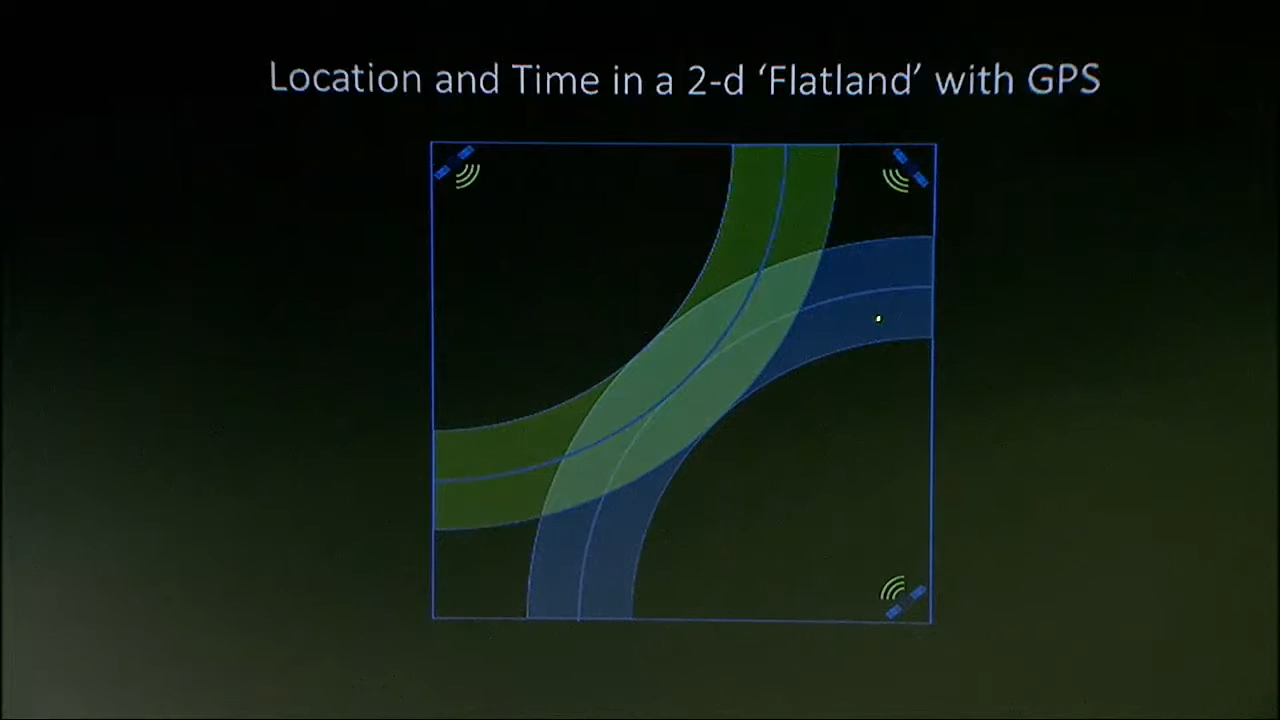 Location and Time in a 2-d ‘Flatland’ with GPS